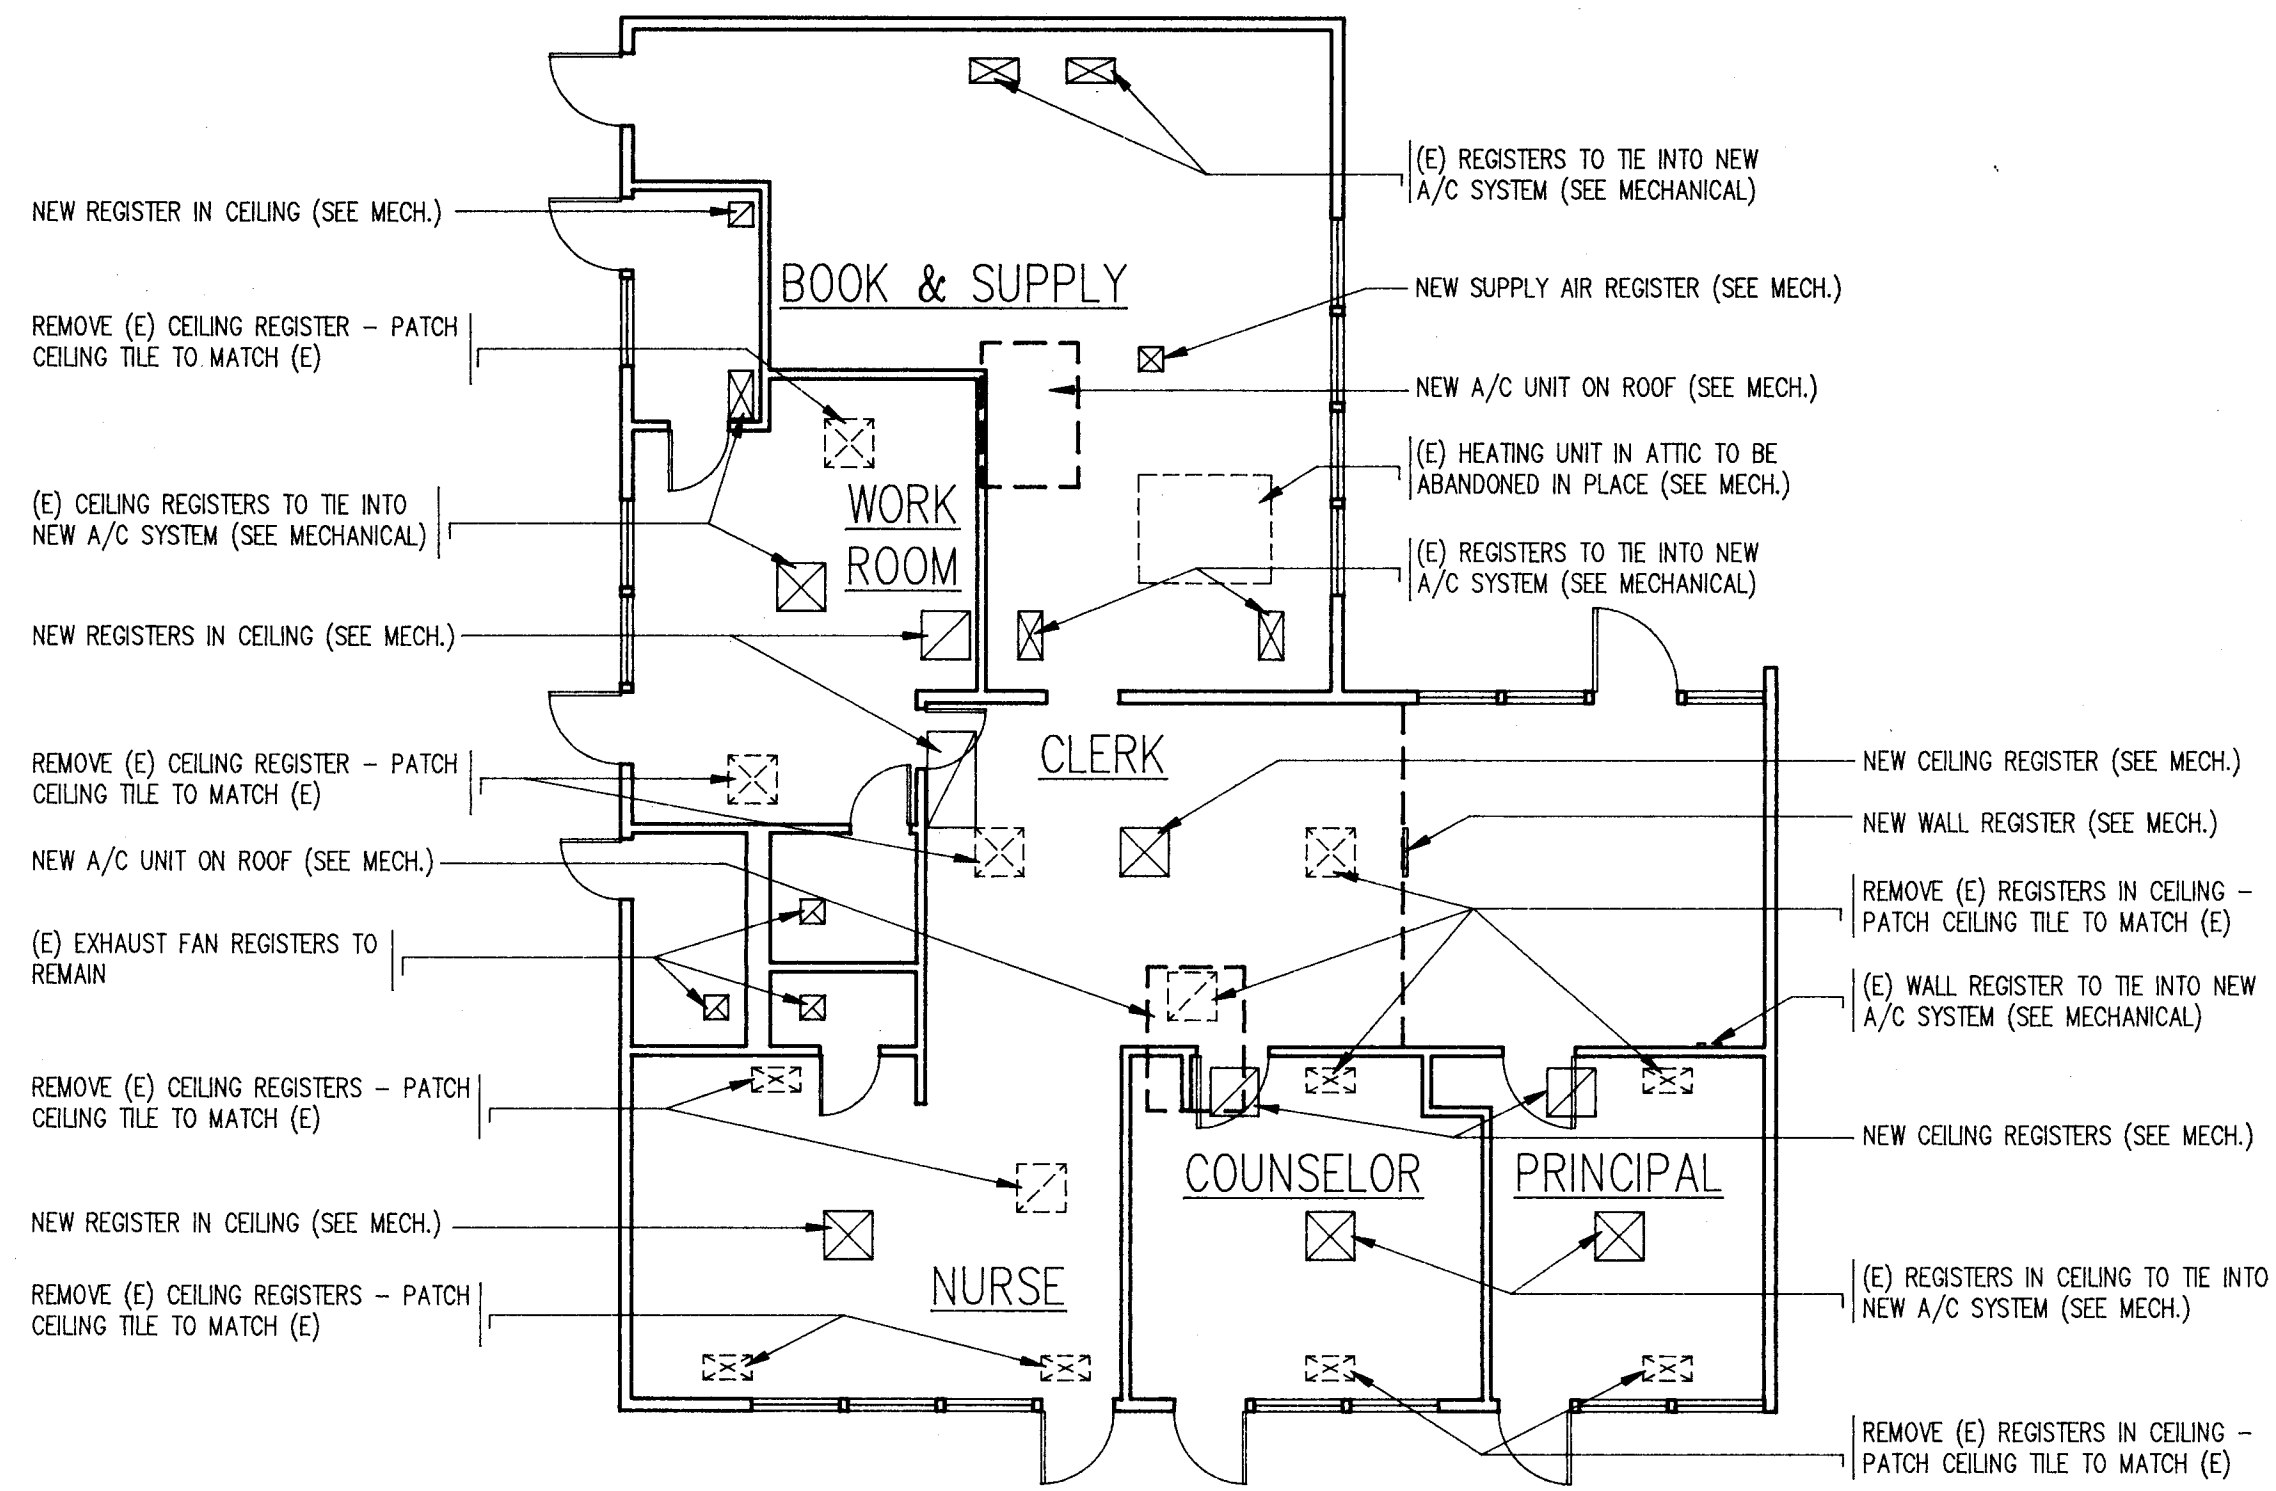 (E) REGISTERS TO TIE INTO NEW
A/C SYSTEM (SEE MECHANICAL)
NEW REGISTER IN CEILING (SEE MECH.)
BOOK & SUPPLY
NEW SUPPLY AIR REGISTER (SEE MECH.)
REMOVE (E) CEILING REGISTER – PATCH
CEILING TILE TO MATCH (E)
NEW A/C UNIT ON ROOF (SEE MECH.)
(E) HEATING UNIT IN ATTIC TO BE
ABANDONED IN PLACE (SEE MECH.)
(E) CEILING REGISTERS TO TIE INTO
NEW A/C SYSTEM (SEE MECHANICAL)
WORK
ROOM
(E) REGISTERS TO TIE INTO NEW
A/C SYSTEM (SEE MECHANICAL)
NEW REGISTERS IN CEILING (SEE MECH.)
CLERK
REMOVE (E) CEILING REGISTER – PATCH
CEILING TILE TO MATCH (E)
NEW CEILING REGISTER (SEE MECH.)
NEW WALL REGISTER (SEE MECH.)
NEW A/C UNIT ON ROOF (SEE MECH.)
REMOVE (E) REGISTERS IN CEILING –
PATCH CEILING TILE TO MATCH (E)
(E) EXHAUST FAN REGISTERS TO
REMAIN
(E) WALL REGISTER TO TIE INTO NEW
A/C SYSTEM (SEE MECHANICAL)
REMOVE (E) CEILING REGISTERS – PATCH
CEILING TILE TO MATCH (E)
NEW CEILING REGISTERS (SEE MECH.)
COUNSELOR
PRINCIPAL
NEW REGISTER IN CEILING (SEE MECH.)
NURSE
(E) REGISTERS IN CEILING TO TIE INTO
NEW A/C SYSTEM (SEE MECH.)
REMOVE (E) CEILING REGISTERS – PATCH
CEILING TILE TO MATCH (E)
REMOVE (E) REGISTERS IN CEILING –
PATCH CEILING TILE TO MATCH (E)